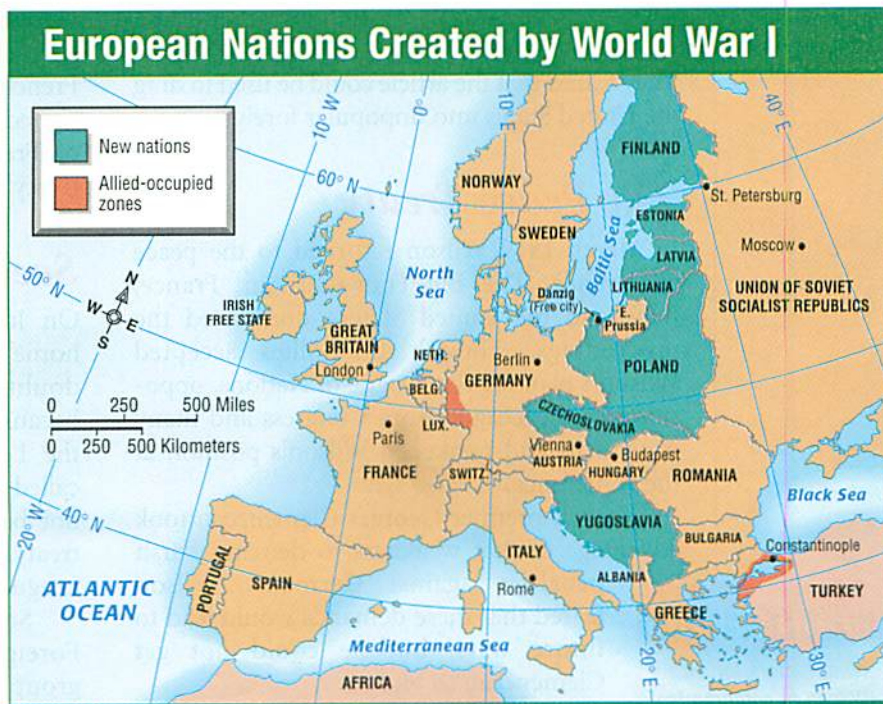 European Nations Created by World War I
New nations
Allied-occupied
zones
10° W
0°
10° E
40° E
60° N
50° N
40° N
20° W
20° E
30° E
N
W
E
S
0 250 500 Miles
0 250 500 Kilometers
FINLAND
NORWAY
SWEDEN
St. Petersburg
ESTONIA
Moscow
LATVIA
Baltic Sea
North
Sea
LITHUANIA
UNION OF SOVIET
SOCIALIST REPUBLICS
Danzig
(Free city)
E.
Prussia
IRISH
FREE STATE
GREAT
BRITAIN
London
NETH.
Berlin
GERMANY
POLAND
BELG.
LUX.
CZECHOSLOVAKIA
Paris
Vienna
AUSTRIA
Budapest
HUNGARY
FRANCE
SWITZ.
ROMANIA
Black Sea
YUGOSLAVIA
BULGARIA
Constantinople
ITALY
Rome
ALBANIA
TURKEY
GREECE
PORTUGAL
SPAIN
ATLANTIC
OCEAN
Mediterranean Sea
AFRICA